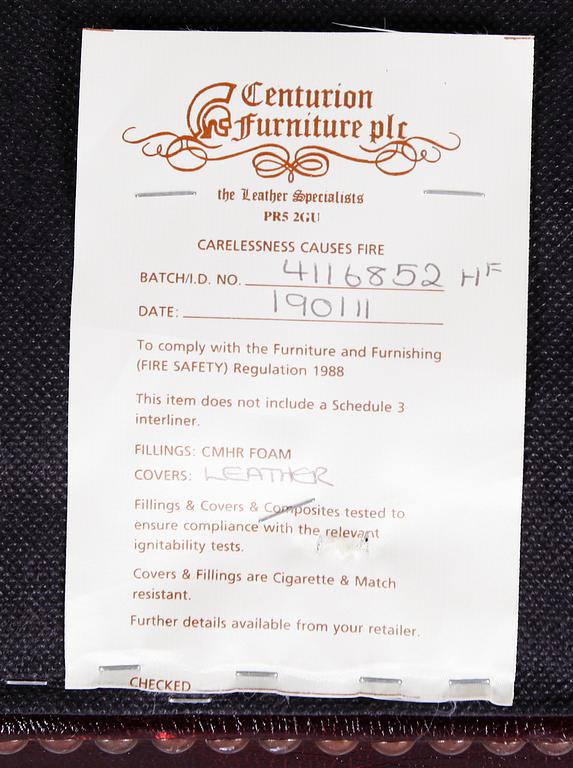 Centurion
Furniture plc
the Leather Specialists
PR5 2GU
CARELESSNESS CAUSES FIRE
BATCH/I.D. NO. 4116852 HF
DATE: 190111
To comply with the Furniture and Furnishing
(FIRE SAFETY) Regulation 1988
This item does not include a Schedule 3
interliner.
FILLINGS: CMHR FOAM
COVERS: LEATHER
Fillings & Covers & Composites tested to
ensure compliance with the relevant
ignitability tests.
Covers & Fillings are Cigarette & Match
resistant.
Further details available from your retailer.
CHECKED